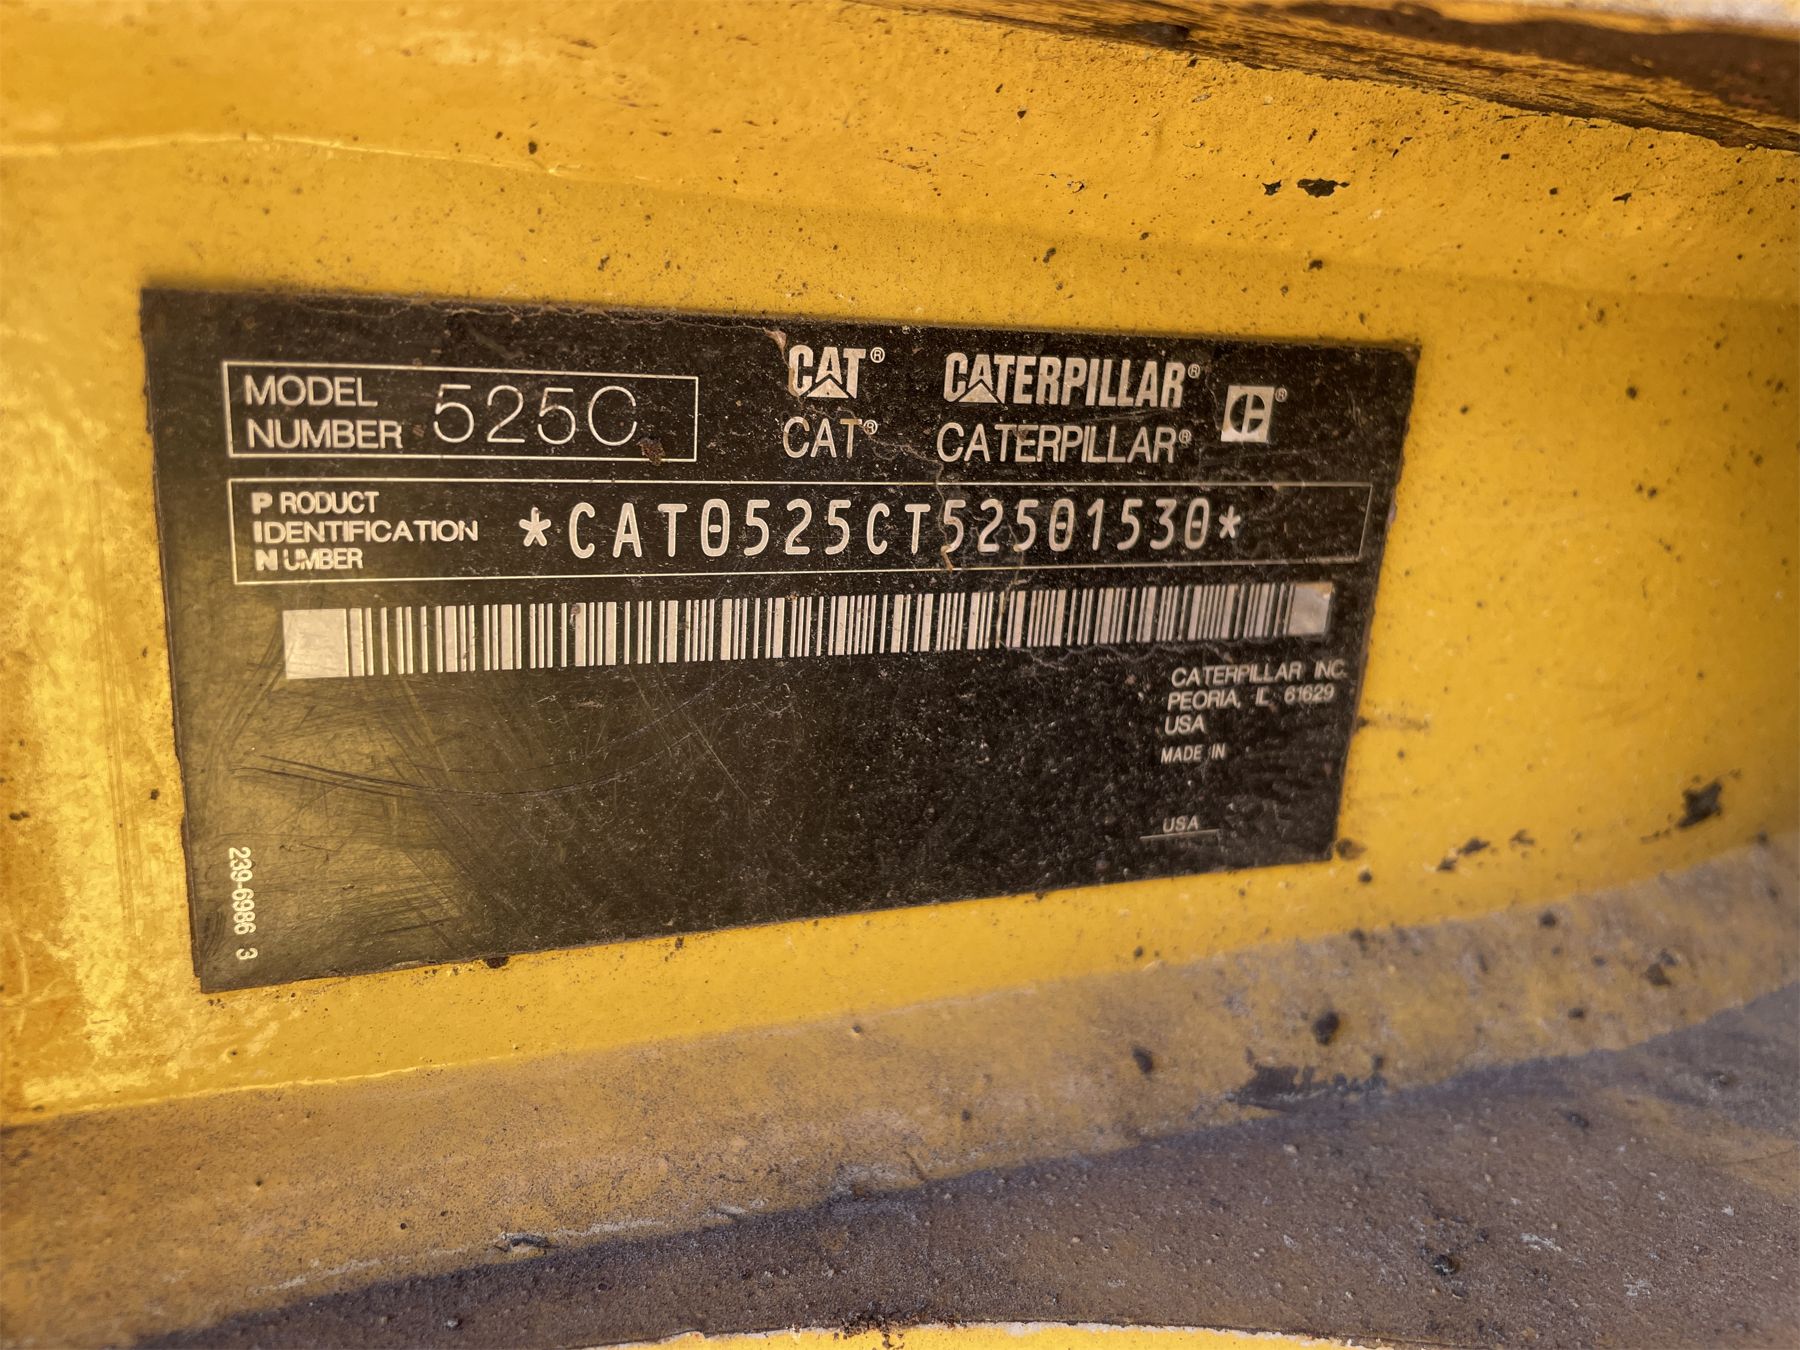 MODEL
NUMBER 525C
CAT® CATERPILLAR® ®
CAT® CATERPILLAR®
PRODUCT
IDENTIFICATION
NUMBER
*CAT0525CT52501530*
CATERPILLAR INC.
PEORIA, IL 61629
USA
MADE IN
USA
239-6986 3